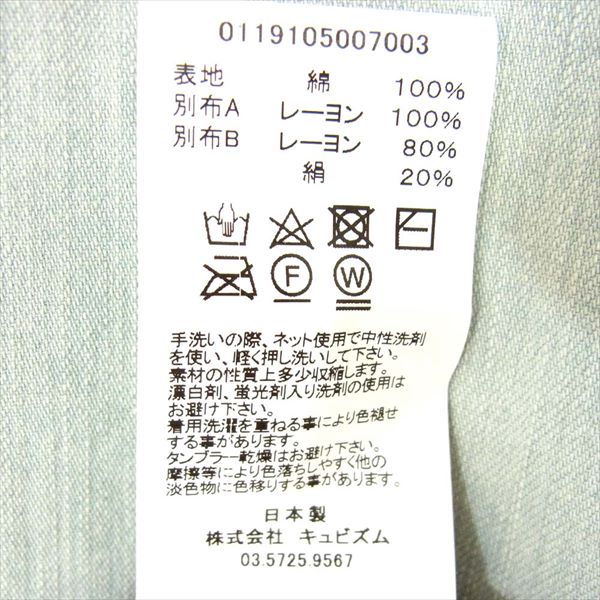 0119105007003
表地 綿 100%
別布A レーヨン 100%
別布B レーヨン 80%
絹 20%
F W
手洗いの際、ネット使用で中性洗剤
を使い、軽く押し洗いして下さい。
素材の性質上多少収縮します。
漂白剤、蛍光剤入り洗剤の使用は
お避け下さい。
着用洗濯を重ねる事により色褪せ
する事があります。
タンブラー乾燥はお避け下さい。
摩擦等により色落ちしやすく他の
淡色物に色移りする事があります。
日本製
株式会社 キュビズム
03.5725.9567